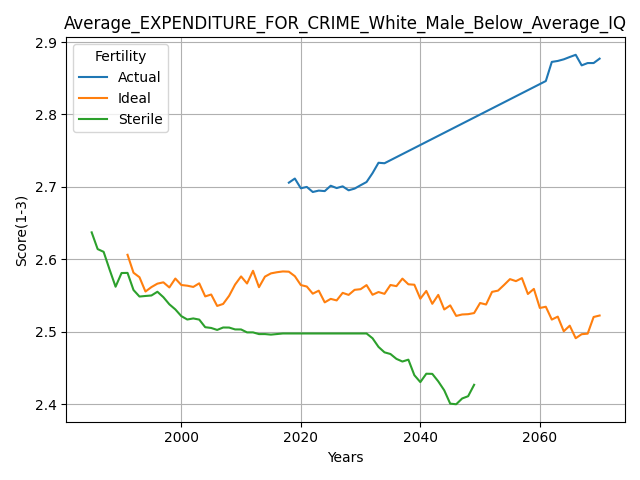 Average_EXPENDITURE_FOR_CRIME_White_Male_Below_Average_IQ
2.9
2.8
2.7
2.6
2.5
2.4
Score(1-3)
Fertility
Actual
Ideal
Sterile
2000
2020
2040
2060
Years